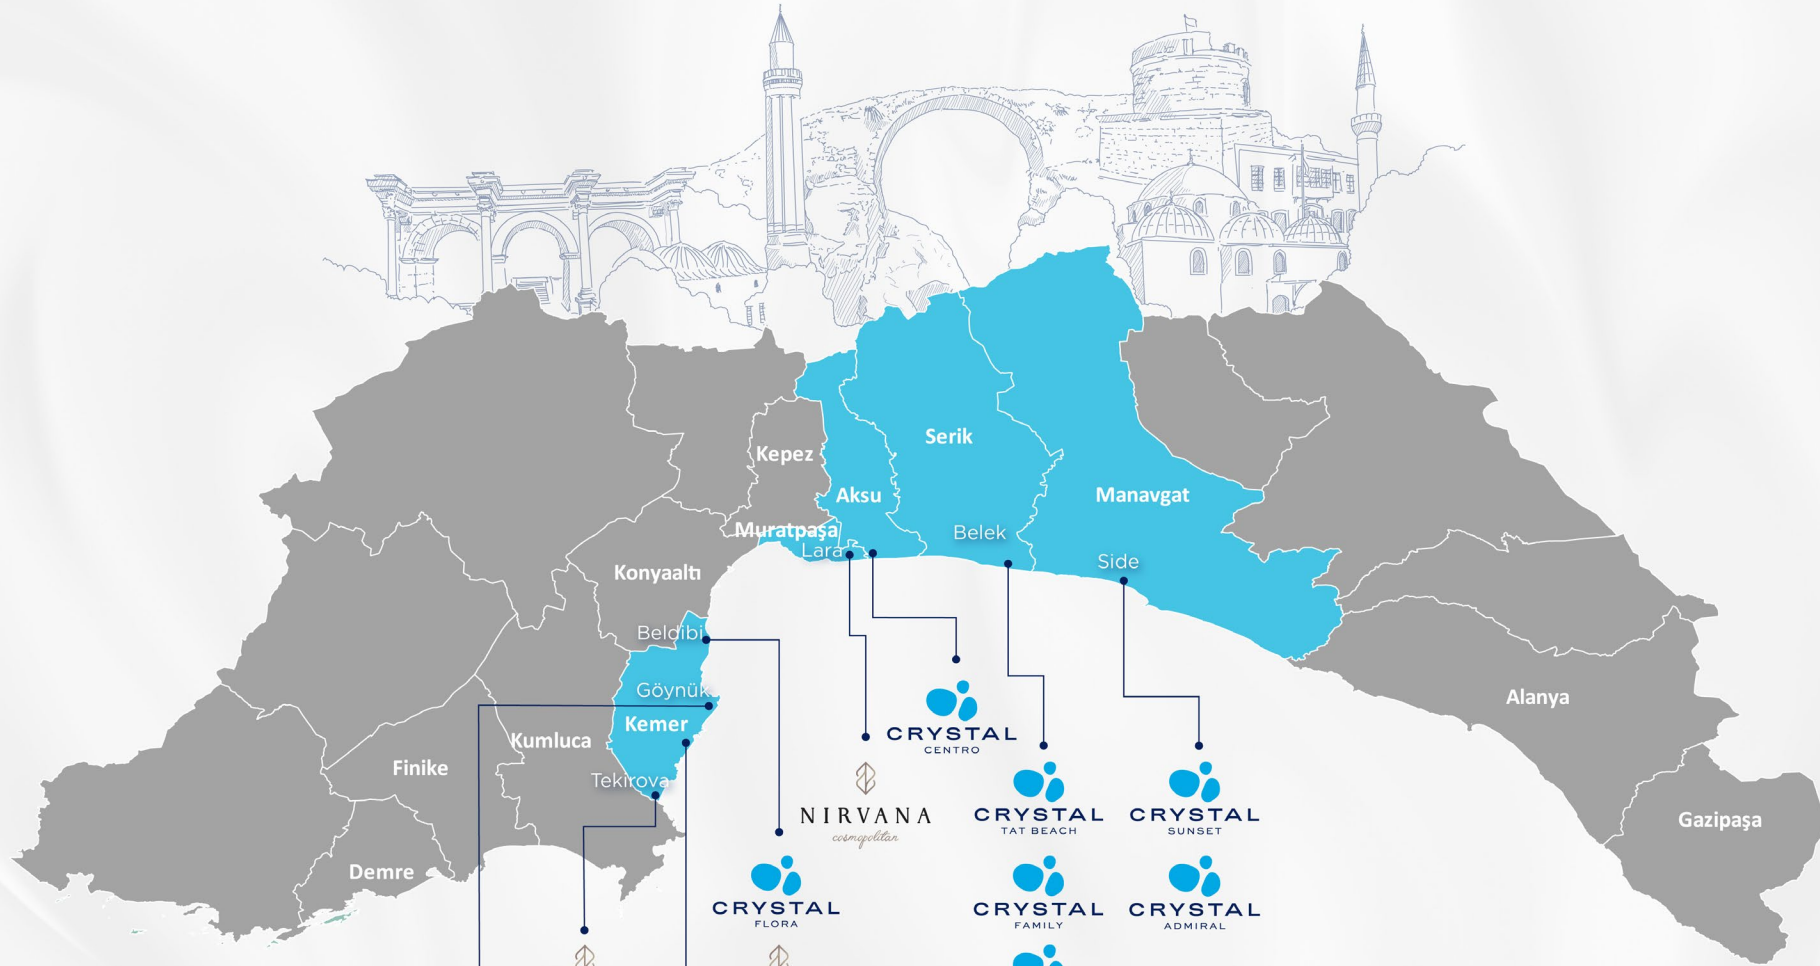 Serik
Kepez
Aksu
Manavgat
Muratpaşa
Lara
Belek
Side
Konyaaltı
Beldibi
Göynük
Kemer
Alanya
Kumluca
Finike
Tekirova
Gazipaşa
Demre
CRYSTAL
CENTRO
NIRVANA
cosmopolitan
CRYSTAL
TAT BEACH
CRYSTAL
SUNSET
CRYSTAL
FLORA
CRYSTAL
FAMILY
CRYSTAL
ADMIRAL